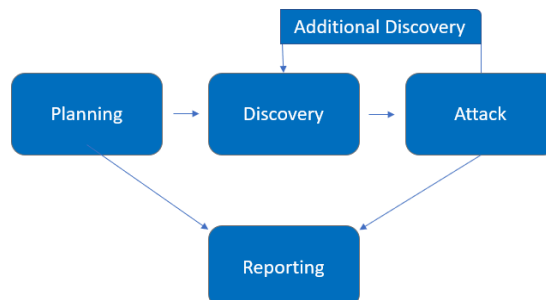 Additional Discovery
Planning
Discovery
Attack
Reporting